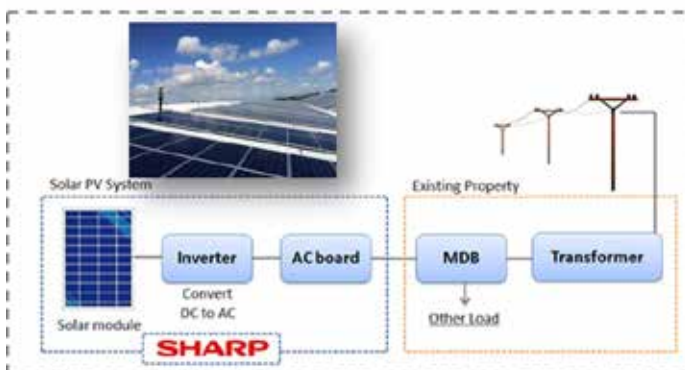 Solar PV System
Existing Property
Inverter
AC board
MDB
Transformer
Convert
DC to AC
Solar module
Other Load
SHARP